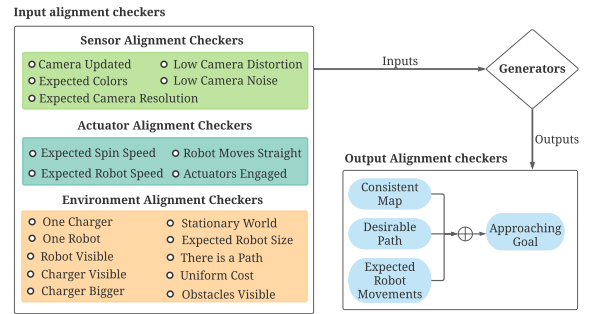 Input alignment checkers
Sensor Alignment Checkers
Camera Updated
Low Camera Distortion
Expected Colors
Low Camera Noise
Expected Camera Resolution
Actuator Alignment Checkers
Expected Spin Speed
Robot Moves Straight
Expected Robot Speed
Actuators Engaged
Environment Alignment Checkers
One Charger
Stationary World
One Robot
Expected Robot Size
Robot Visible
There is a Path
Charger Visible
Uniform Cost
Charger Bigger
Obstacles Visible
Inputs
Generators
Outputs
Output Alignment checkers
Consistent
Map
Desirable
Path
Expected
Robot
Movements
Approaching
Goal